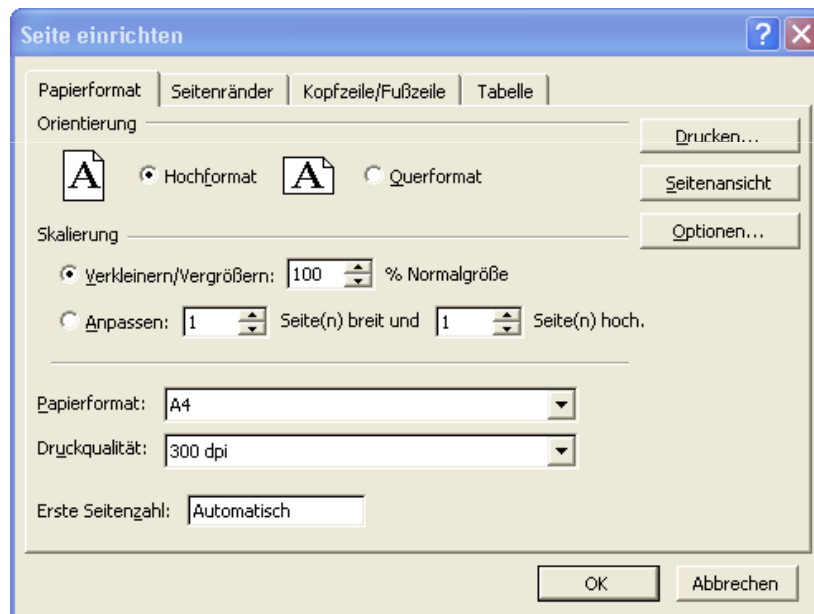 Seite einrichten
Papierformat Seitenränder Kopfzeile/Fußzeile Tabelle
Orientierung
Drucken...
A Hochformat A Querformat
Seitenansicht
Skalierung
Optionen...
Verkleinern/Vergrößern: 100 % Normalgröße
Anpassen: 1 Seite(n) breit und 1 Seite(n) hoch.
Papierformat: A4
Druckqualität: 300 dpi
Erste Seitenzahl: Automatisch
OK Abbrechen